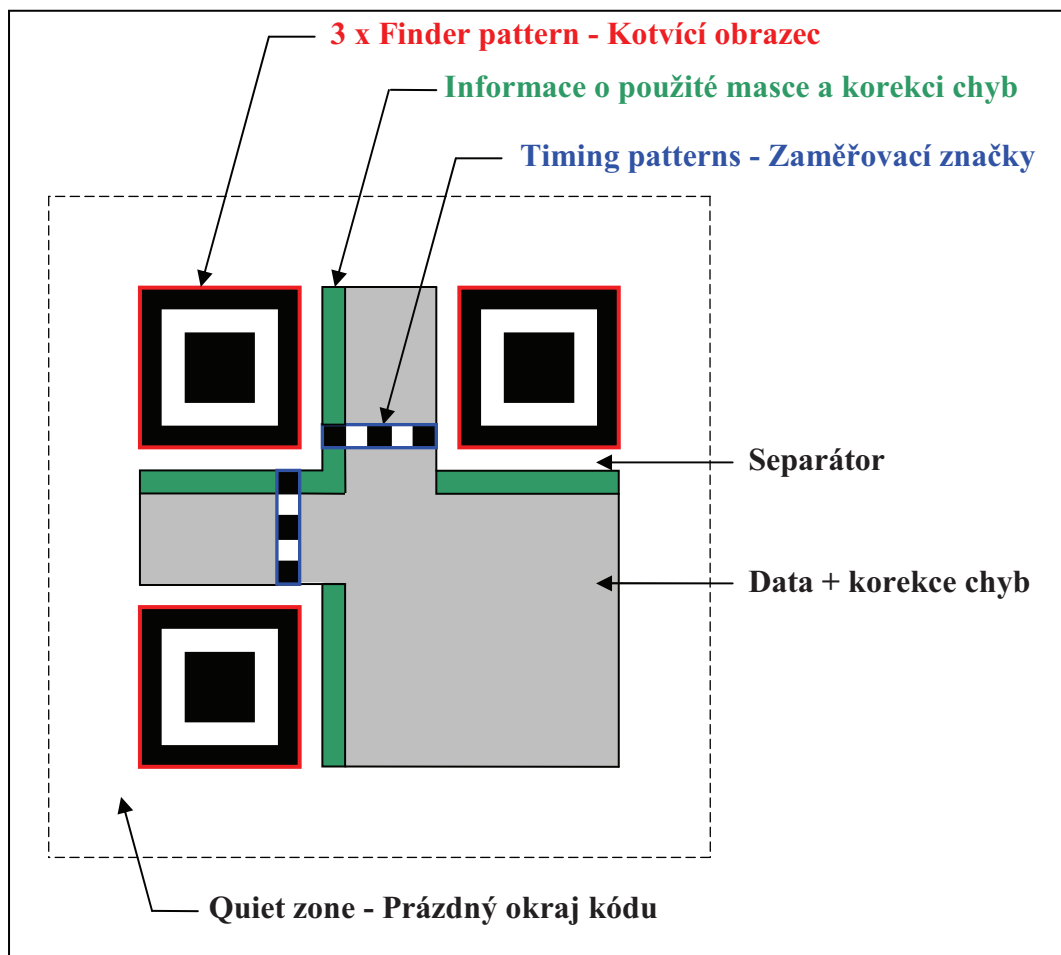 3 x Finder pattern - Kotvící obrazec
Informace o použité masce a korekci chyb
Timing patterns - Zaměřovací značky
Separátor
Data + korekce chyb
Quiet zone - Prázdný okraj kódu